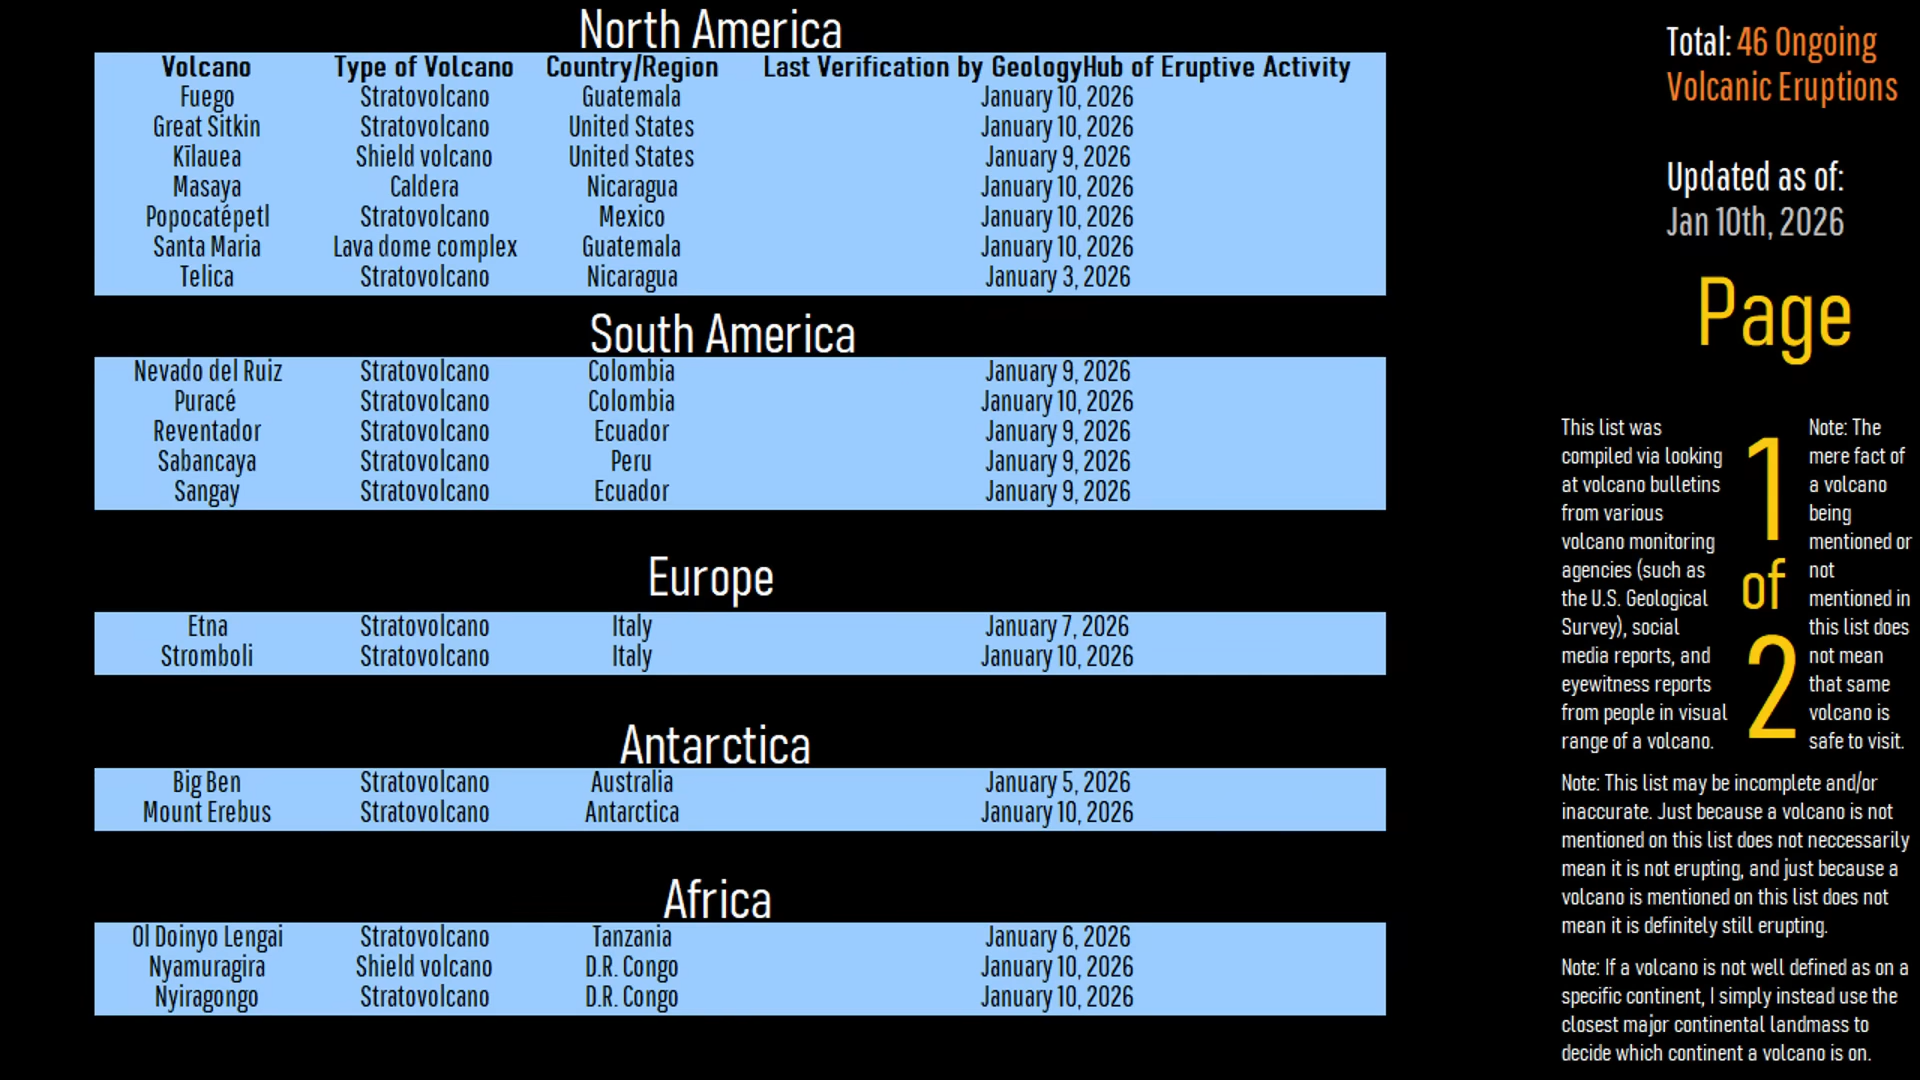 North America
Volcano Type of Volcano Country/Region Last Verification by GeologyHub of Eruptive Activity
Fuego Stratovolcano Guatemala January 10, 2026
Great Sitkin Stratovolcano United States January 10, 2026
Kīlauea Shield volcano United States January 9, 2026
Masaya Caldera Nicaragua January 10, 2026
Popocatépetl Stratovolcano Mexico January 10, 2026
Santa Maria Lava dome complex Guatemala January 10, 2026
Telica Stratovolcano Nicaragua January 3, 2026
South America
Nevado del Ruiz Stratovolcano Colombia January 9, 2026
Puracé Stratovolcano Colombia January 10, 2026
Reventador Stratovolcano Ecuador January 9, 2026
Sabancaya Stratovolcano Peru January 9, 2026
Sangay Stratovolcano Ecuador January 9, 2026
Europe
Etna Stratovolcano Italy January 7, 2026
Stromboli Stratovolcano Italy January 10, 2026
Antarctica
Big Ben Stratovolcano Australia January 5, 2026
Mount Erebus Stratovolcano Antarctica January 10, 2026
Africa
Ol Doinyo Lengai Stratovolcano Tanzania January 6, 2026
Nyamuragira Shield volcano D.R. Congo January 10, 2026
Nyiragongo Stratovolcano D.R. Congo January 10, 2026
Total: 46 Ongoing
Volcanic Eruptions
Updated as of:
Jan 10th, 2026
Page
1
of
2
This list was
compiled via looking
at volcano bulletins
from various
volcano monitoring
agencies (such as
the U.S. Geological
Survey), social
media reports, and
eyewitness reports
from people in visual
range of a volcano.
Note: The
mere fact of
a volcano
being
mentioned or
not
mentioned in
this list does
not mean
that same
volcano is
safe to visit.
Note: This list may be incomplete and/or
inaccurate. Just because a volcano is not
mentioned on this list does not neccessarily
mean it is not erupting, and just because a
volcano is mentioned on this list does not
mean it is definitely still erupting.
Note: If a volcano is not well defined as on a
specific continent, I simply instead use the
closest major continental landmass to
decide which continent a volcano is on.